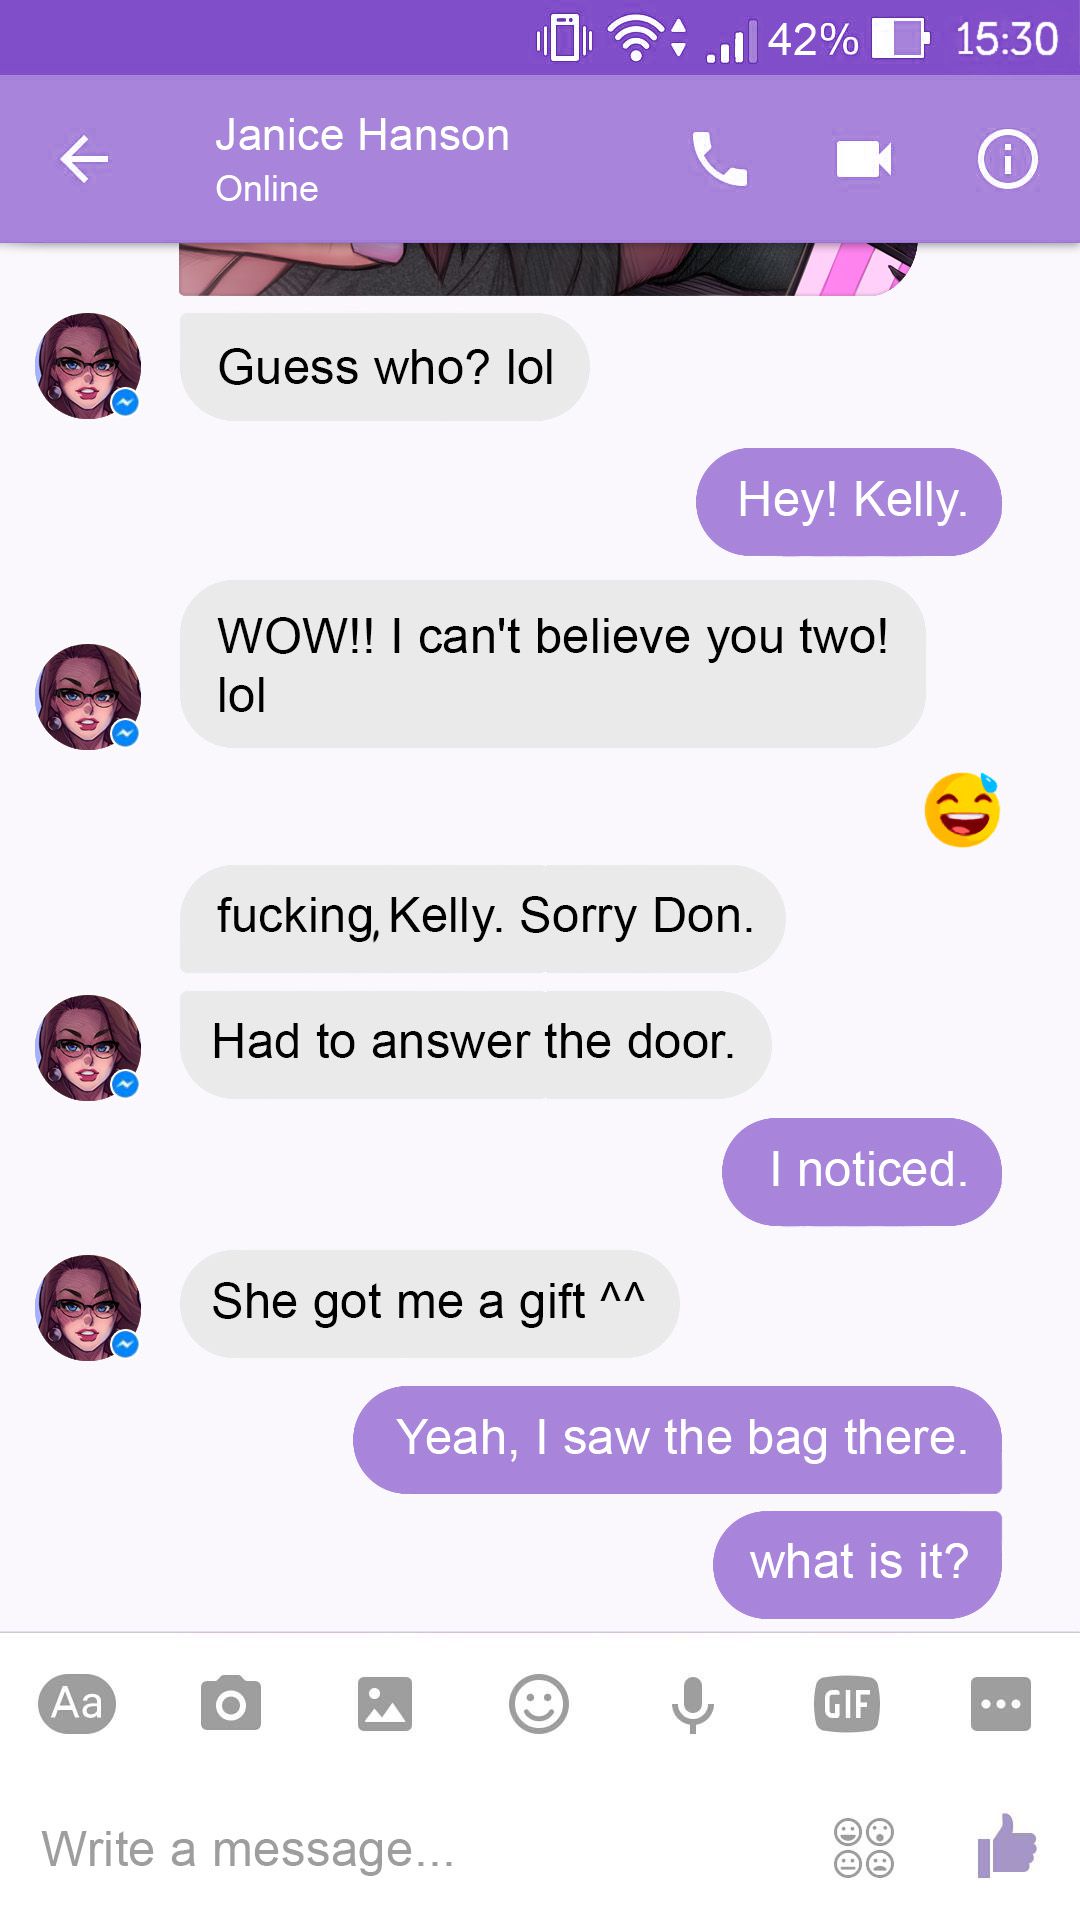 42% 15:30
Janice Hanson
Online
Guess who? lol
Hey! Kelly.
WOW!! I can't believe you two!
lol
fucking, Kelly. Sorry Don.
Had to answer the door.
I noticed.
She got me a gift ^^
Yeah, I saw the bag there.
what is it?
Aa GIF
Write a message...